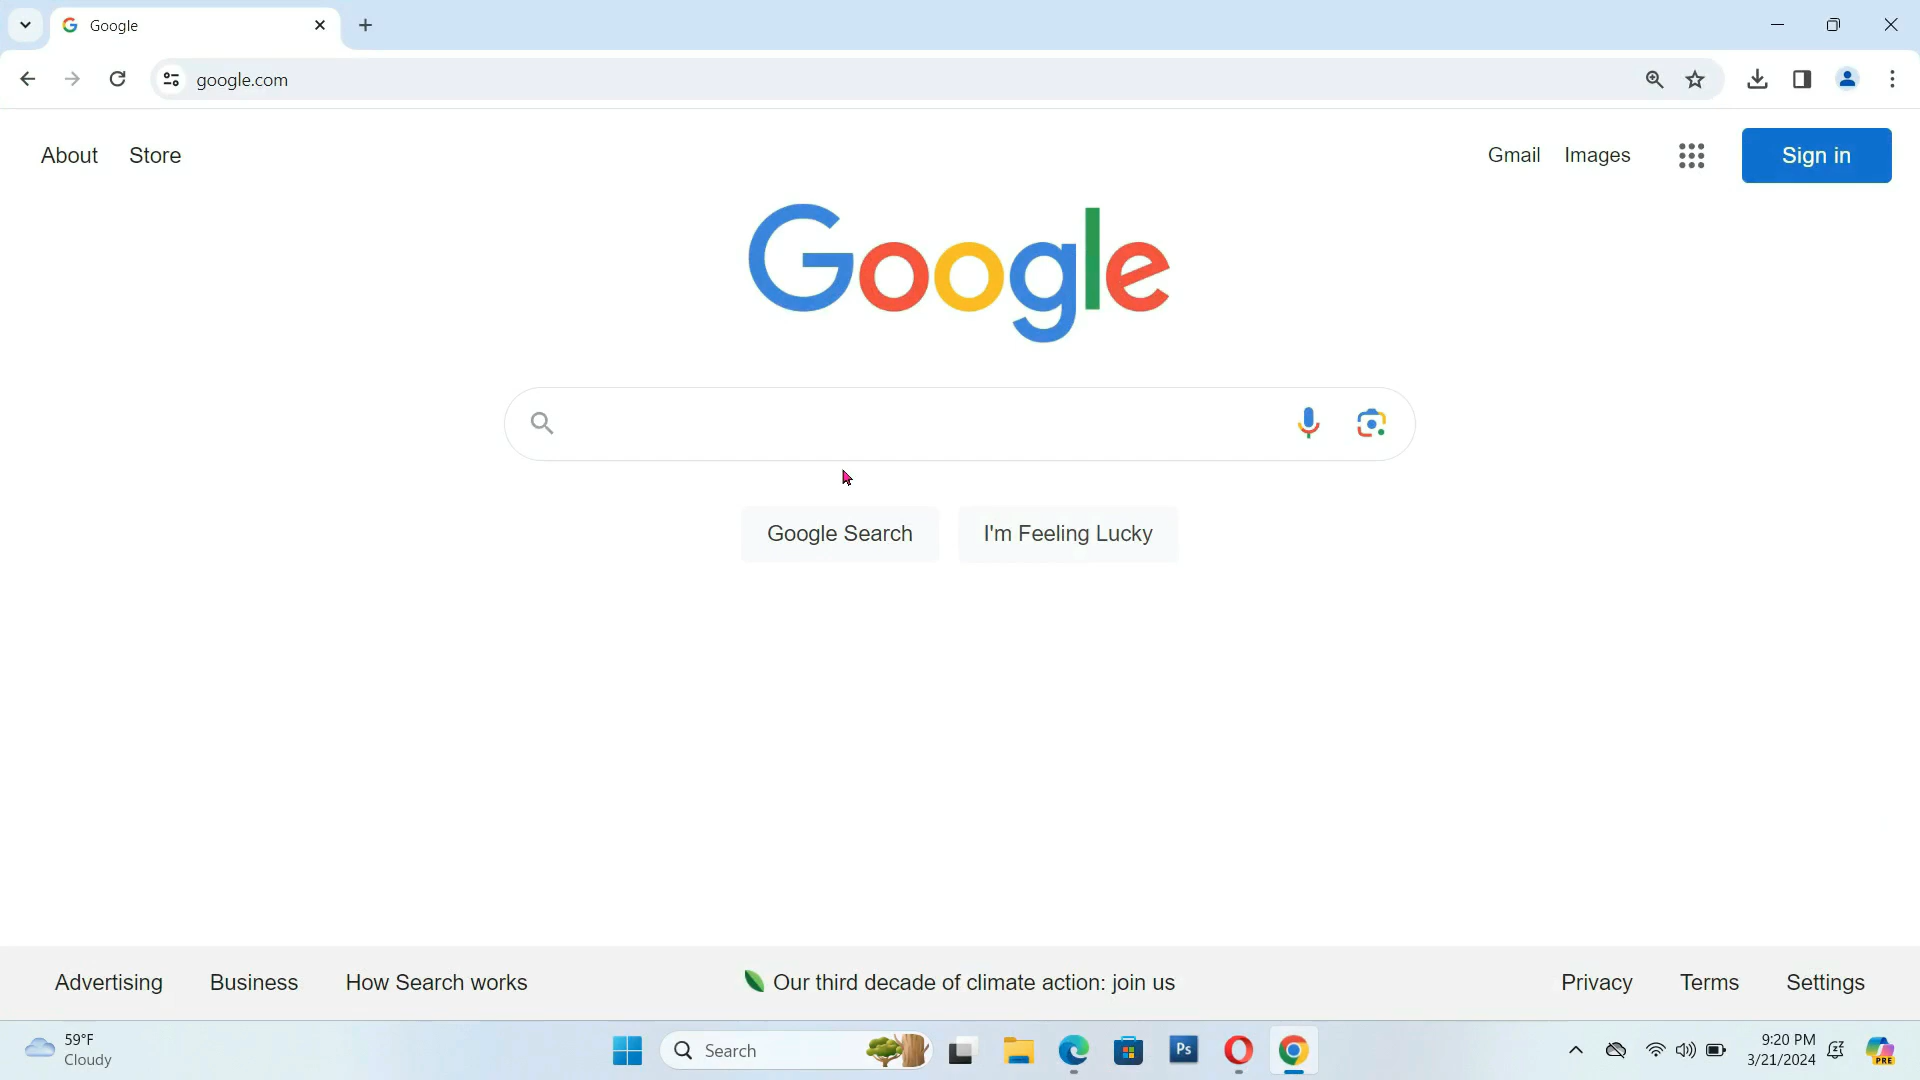 Google
google.com
About Store
Gmail Images Sign in
Google
Google Search I'm Feeling Lucky
Advertising Business How Search works
Our third decade of climate action: join us
Privacy Terms Settings
59°F
Cloudy
Search
Ps
9:20 PM
3/21/2024
PRE